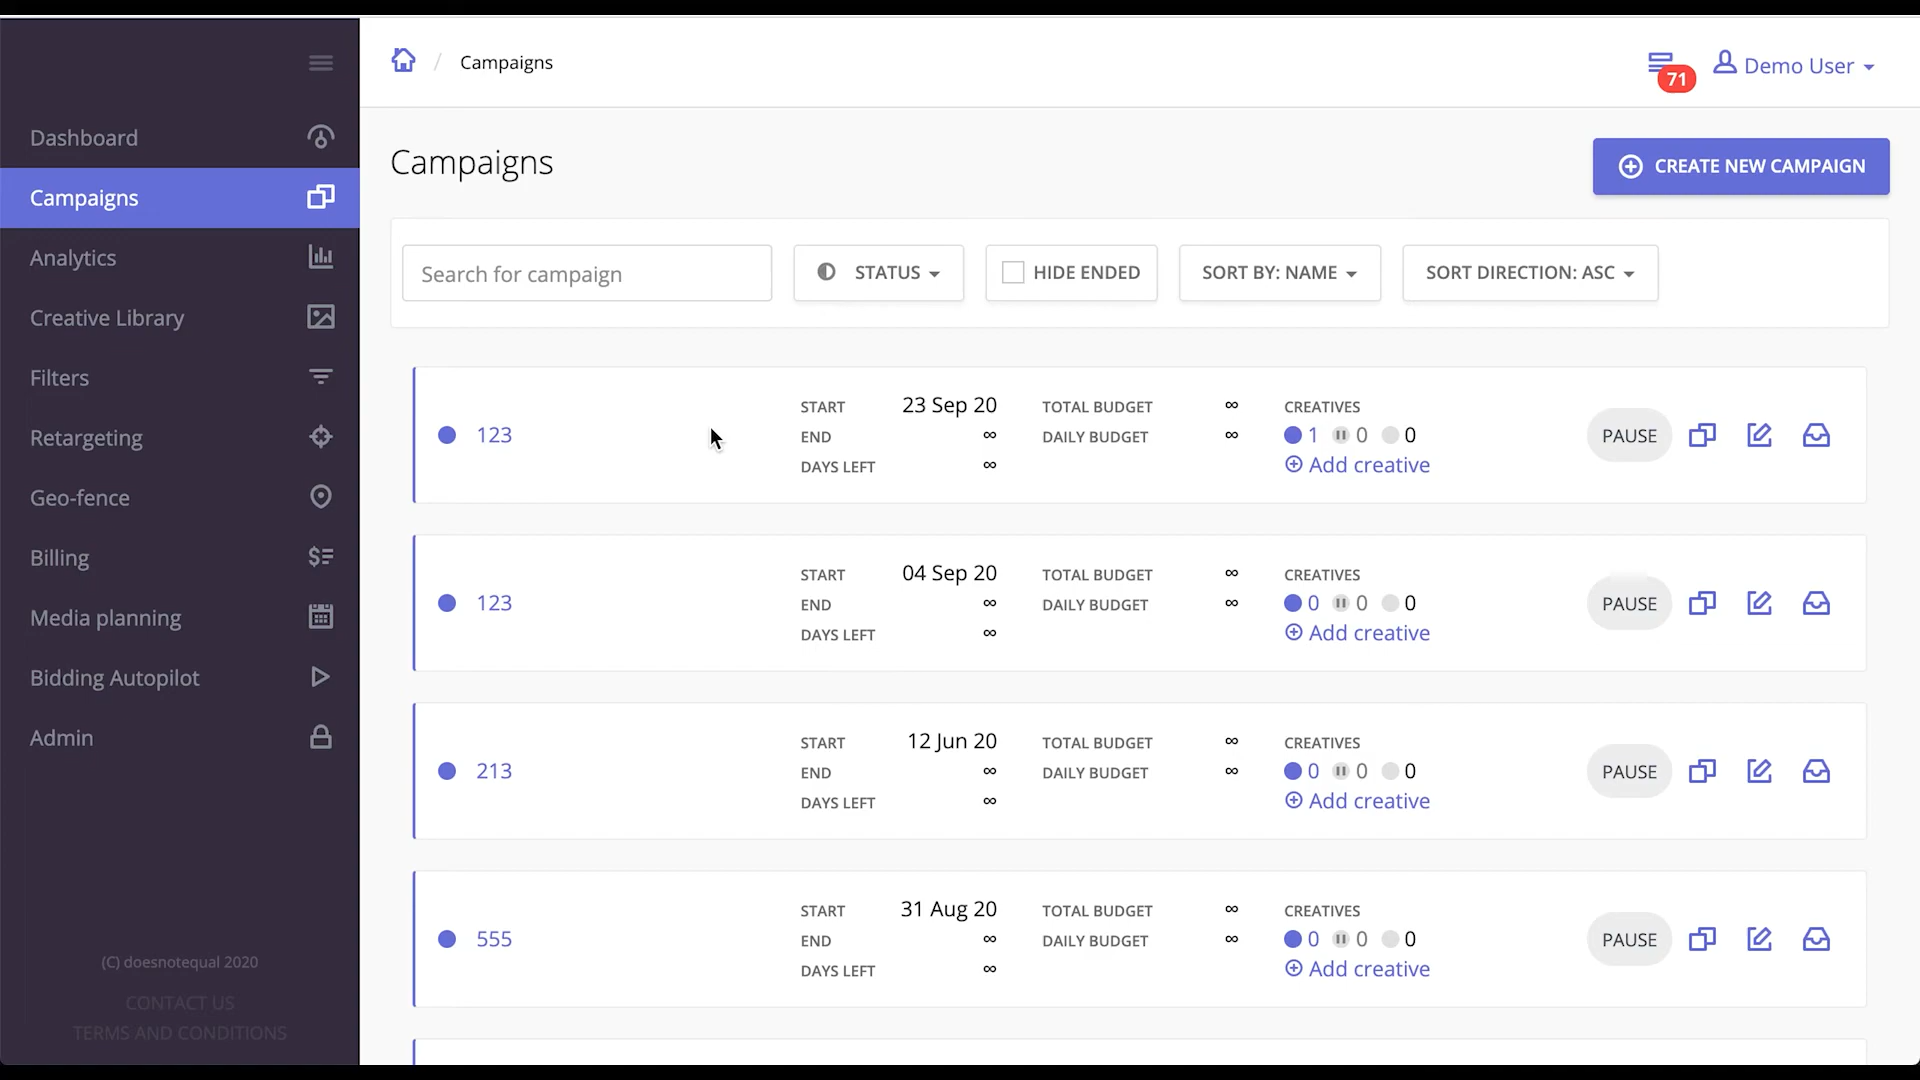 Campaigns
71
Demo User
Dashboard
Campaigns
Analytics
Creative Library
Filters
Retargeting
Geo-fence
Billing
Media planning
Bidding Autopilot
Admin
(C) doesnotequal 2020
CONTACT US
TERMS AND CONDITIONS
Campaigns
CREATE NEW CAMPAIGN
Search for campaign
STATUS
HIDE ENDED
SORT BY: NAME
SORT DIRECTION: ASC
123
START 23 Sep 20
END ∞
DAYS LEFT ∞
TOTAL BUDGET ∞
DAILY BUDGET ∞
CREATIVES
1 0 0
Add creative
PAUSE
123
START 04 Sep 20
END ∞
DAYS LEFT ∞
TOTAL BUDGET ∞
DAILY BUDGET ∞
CREATIVES
0 0 0
Add creative
PAUSE
213
START 12 Jun 20
END ∞
DAYS LEFT ∞
TOTAL BUDGET ∞
DAILY BUDGET ∞
CREATIVES
0 0 0
Add creative
PAUSE
555
START 31 Aug 20
END ∞
DAYS LEFT ∞
TOTAL BUDGET ∞
DAILY BUDGET ∞
CREATIVES
0 0 0
Add creative
PAUSE